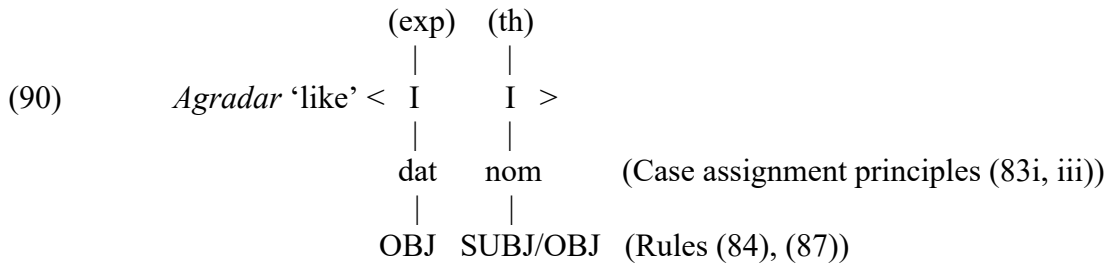 (exp) (th)
| |
(90) Agradar ‘like’ < I I >
| |
dat nom (Case assignment principles (83i, iii))
| |
OBJ SUBJ/OBJ (Rules (84), (87))